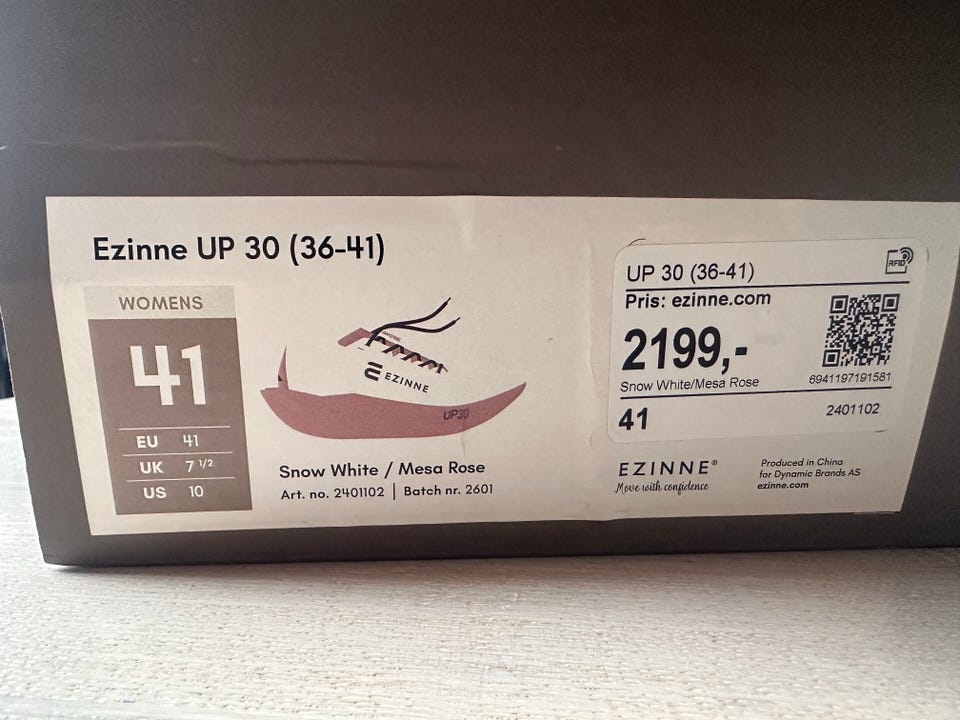 Ezinne UP 30 (36-41)
WOMENS
41
EU 41
UK 7 1/2
US 10
EZINNE
UP30
Snow White / Mesa Rose
Art. no. 2401102 | Batch nr. 2601
UP 30 (36-41)
RFID
Pris: ezinne.com
2199,-
Snow White/Mesa Rose
6941197191581
41
2401102
EZINNE®
Move with confidence
Produced in China
for Dynamic Brands AS
ezinne.com